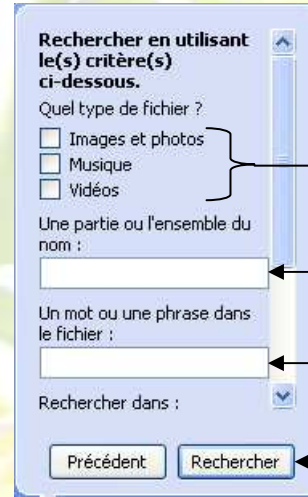 Rechercher en utilisant
le(s) critère(s)
ci-dessous.
Quel type de fichier ?
Images et photos
Musique
Vidéos
Une partie ou l'ensemble du
nom :
Un mot ou une phrase dans
le fichier :
Rechercher dans :
Précédent
Rechercher